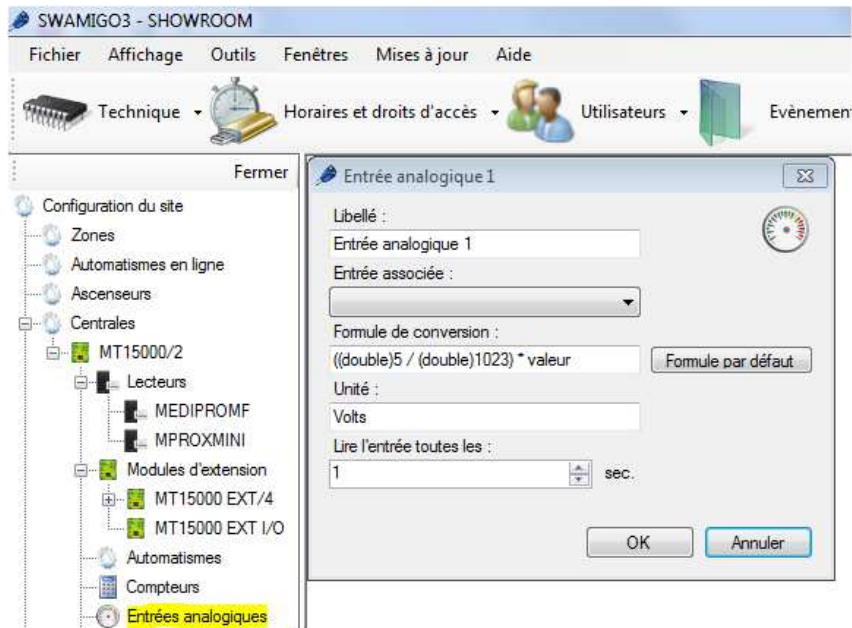 SWAMIGO3 - SHOWROOM
Fichier Affichage Outils Fenêtres Mises à jour Aide
Technique Horaires et droits d'accès Utilisateurs
Fermer
Configuration du site
Zones
Automatismes en ligne
Ascenseurs
Centrales
MT15000/2
Lecteurs
MEDIPROMF
MPROXMINI
Modules d'extension
MT15000 EXT/4
MT15000 EXT I/O
Automatismes
Compteurs
Entrées analogiques
Entrée analogique 1
Libellé :
Entrée analogique 1
Entrée associée :
Formule de conversion :
((double)5 / (double)1023) * valeur
Formule par défaut
Unité :
Volts
Lire l'entrée toutes les :
1 sec.
OK Annuler